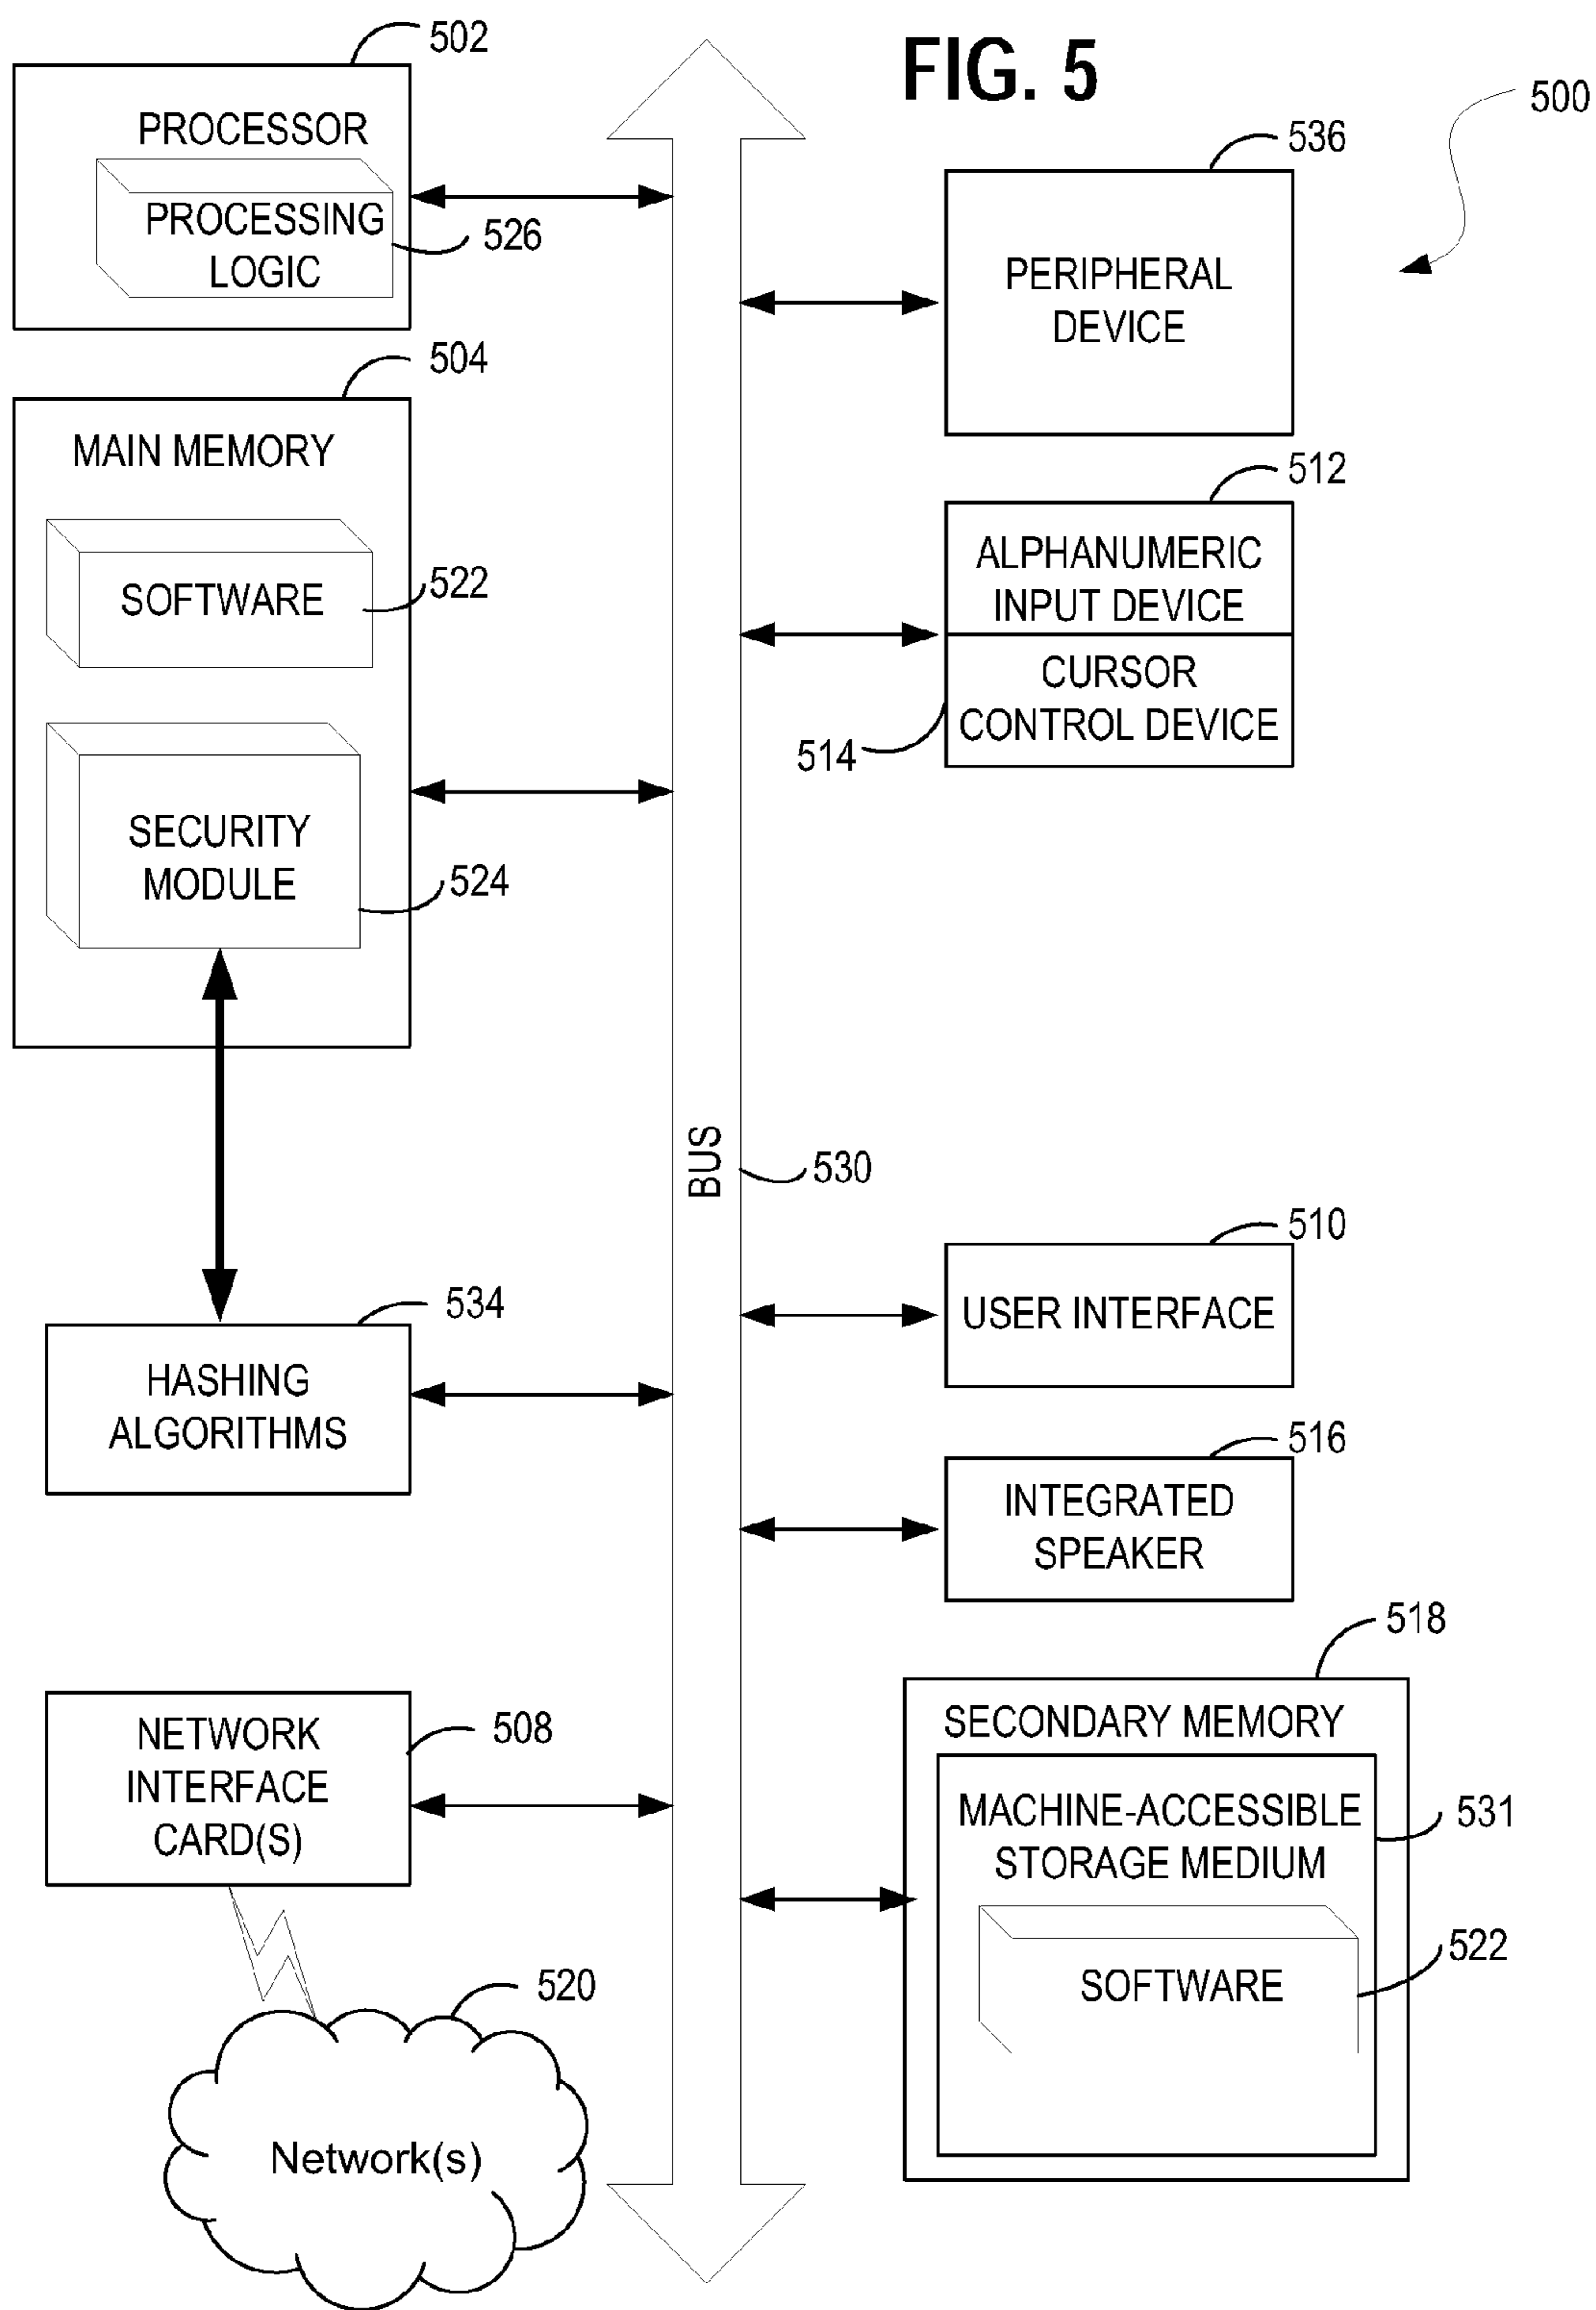 FIG. 5
500
502
PROCESSOR
PROCESSING
LOGIC
526
504
MAIN MEMORY
SOFTWARE
522
SECURITY
MODULE
524
534
HASHING
ALGORITHMS
508
NETWORK
INTERFACE
CARD(S)
520
Network(s)
BUS
530
536
PERIPHERAL
DEVICE
512
ALPHANUMERIC
INPUT DEVICE
CURSOR
CONTROL DEVICE
514
510
USER INTERFACE
516
INTEGRATED
SPEAKER
518
SECONDARY MEMORY
MACHINE-ACCESSIBLE
STORAGE MEDIUM
531
SOFTWARE
522